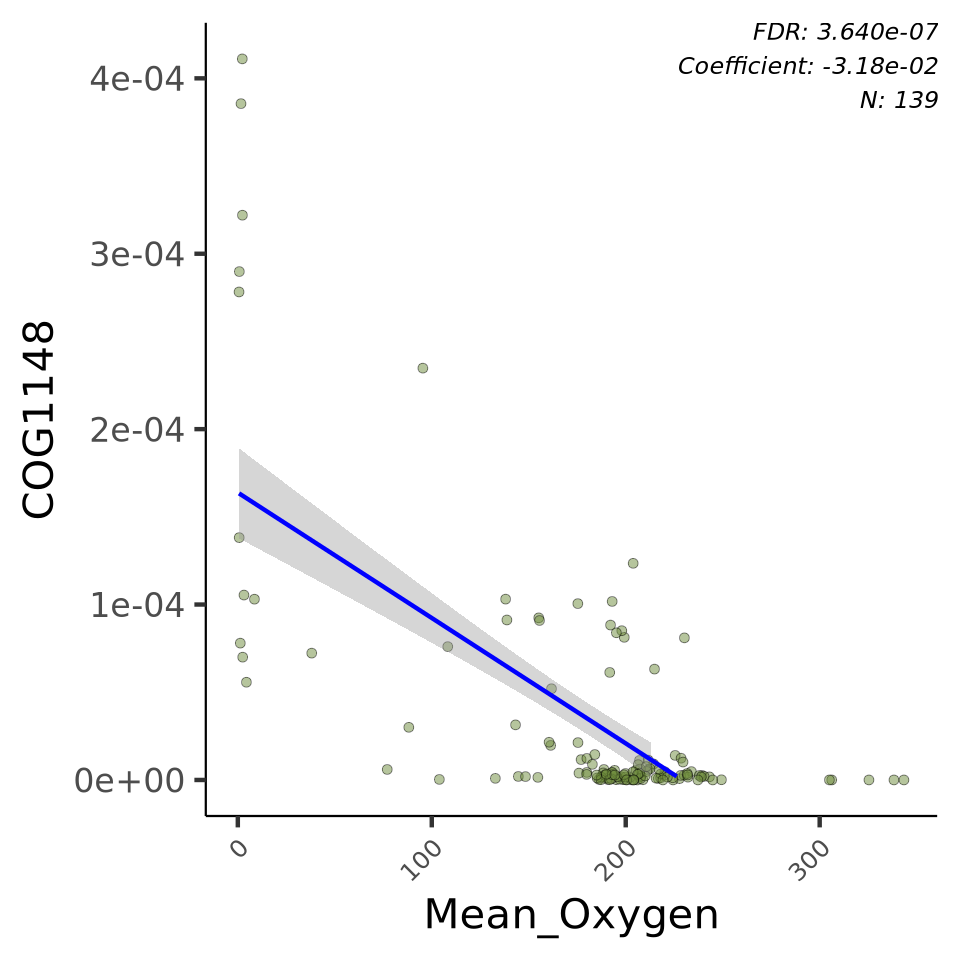 FDR: 3.640e-07
Coefficient: -3.18e-02
N: 139
4e-04
3e-04
2e-04
1e-04
0e+00
COG1148
0
100
200
300
Mean_Oxygen